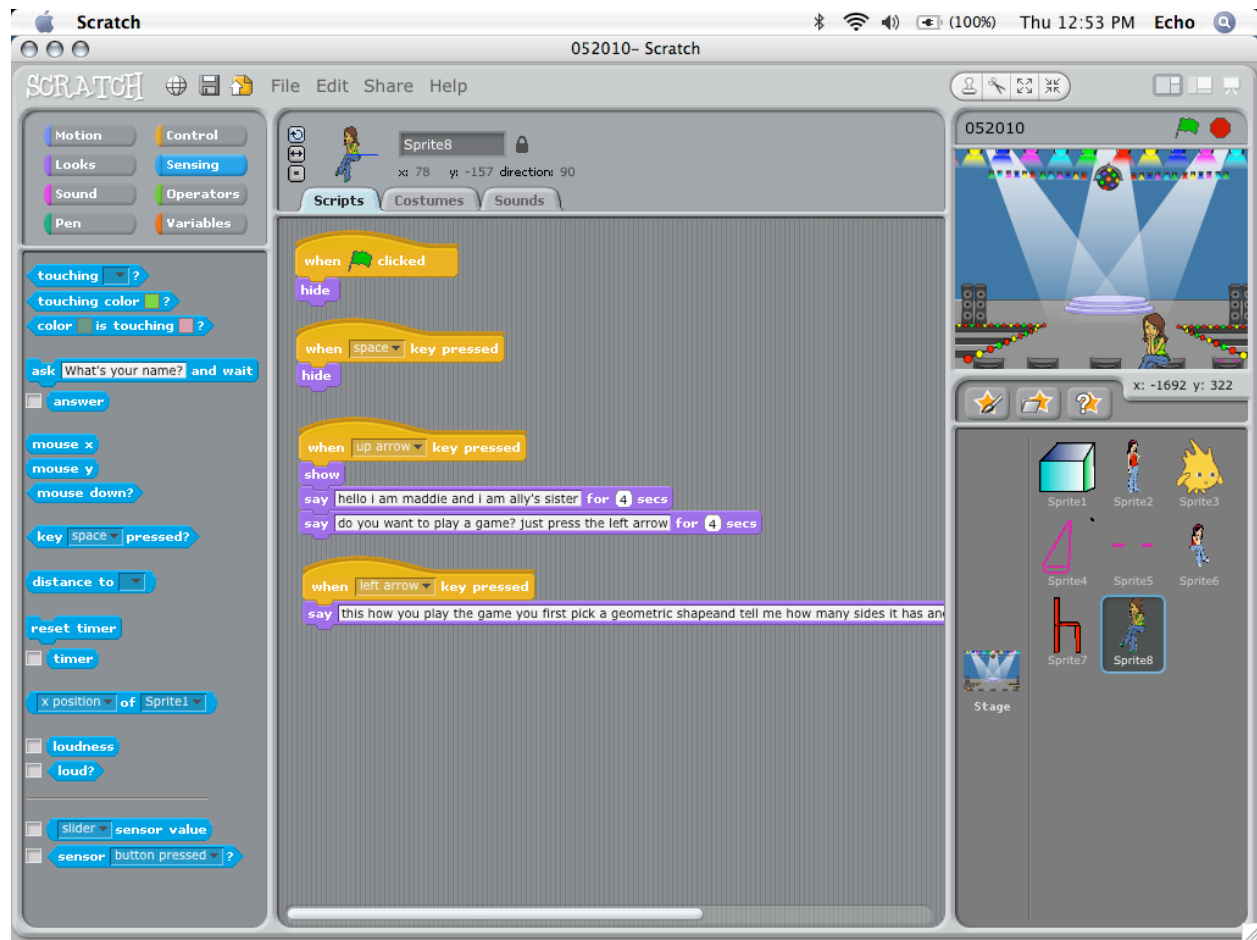 Scratch
(100%) Thu 12:53 PM Echo
052010– Scratch
SCRATCH File Edit Share Help
Motion Control
Looks Sensing
Sound Operators
Pen Variables
touching ?
touching color ?
color is touching ?
ask What's your name? and wait
answer
mouse x
mouse y
mouse down?
key space pressed?
distance to
reset timer
timer
x position of Sprite1
loudness
loud?
slider sensor value
sensor button pressed ?
Sprite8
x: 78 y: -157 direction: 90
Scripts Costumes Sounds
when clicked
hide
when space key pressed
hide
when up arrow key pressed
show
say hello i am maddie and i am ally's sister for 4 secs
say do you want to play a game? just press the left arrow for 4 secs
when left arrow key pressed
say this how you play the game you first pick a geometric shapeand tell me how many sides it has an
052010
x: -1692 y: 322
Sprite1 Sprite2 Sprite3
Sprite4 Sprite5 Sprite6
Sprite7 Sprite8
Stage